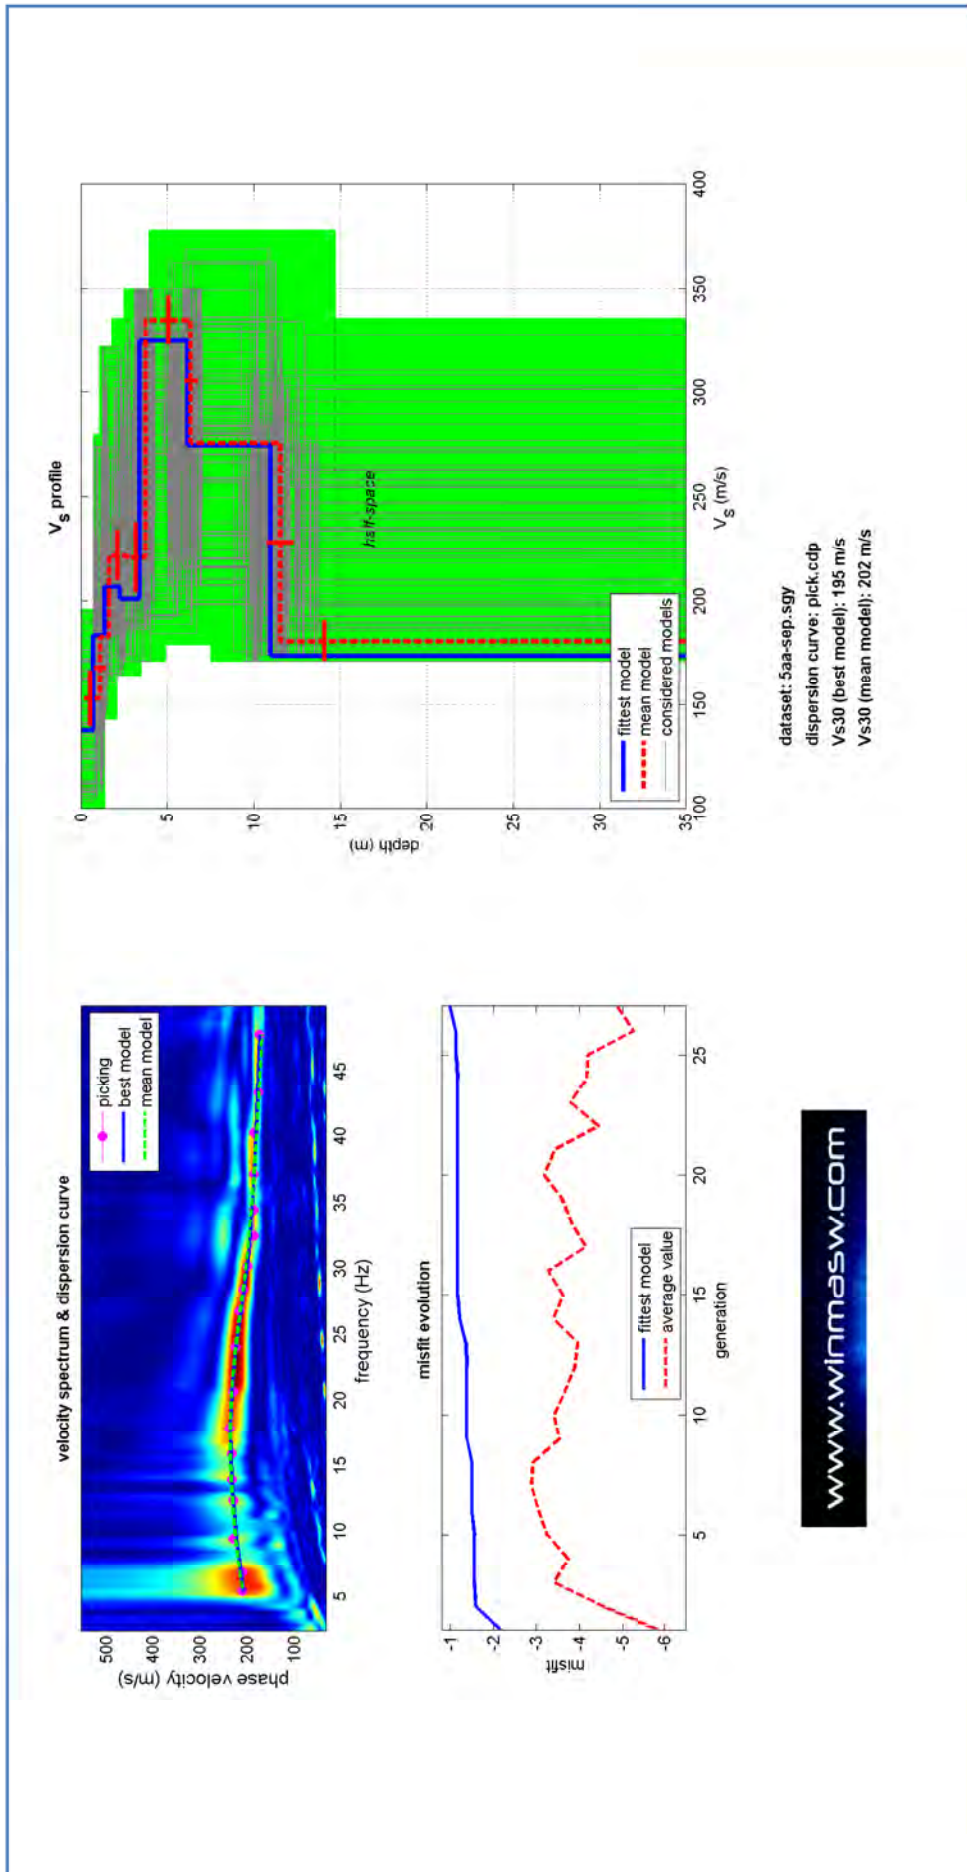 velocity spectrum & dispersion curve
phase velocity (m/s)
500
400
300
200
100
picking
best model
mean model
5
10
15
20
25
30
35
40
45
frequency (Hz)
misfit evolution
misfit
-1
-2
-3
-4
-5
-6
fittest model
average value
5
10
15
20
25
generation
www.winmasw.com
VS profile
depth (m)
0
5
10
15
20
25
30
35
half-space
fittest model
mean model
considered models
100
150
200
250
300
350
400
VS (m/s)
dataset: 5aa-sep.sgy
dispersion curve: pick.cdp
Vs30 (best model): 195 m/s
Vs30 (mean model): 202 m/s